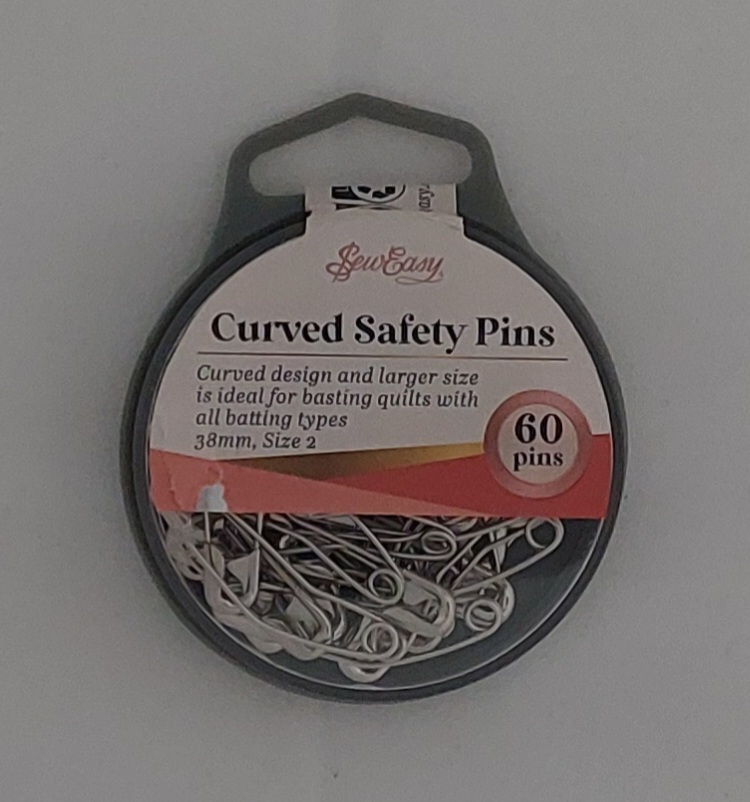 SewEasy
Curved Safety Pins
Curved design and larger size
is ideal for basting quilts with
all batting types
38mm, Size 2
60
pins